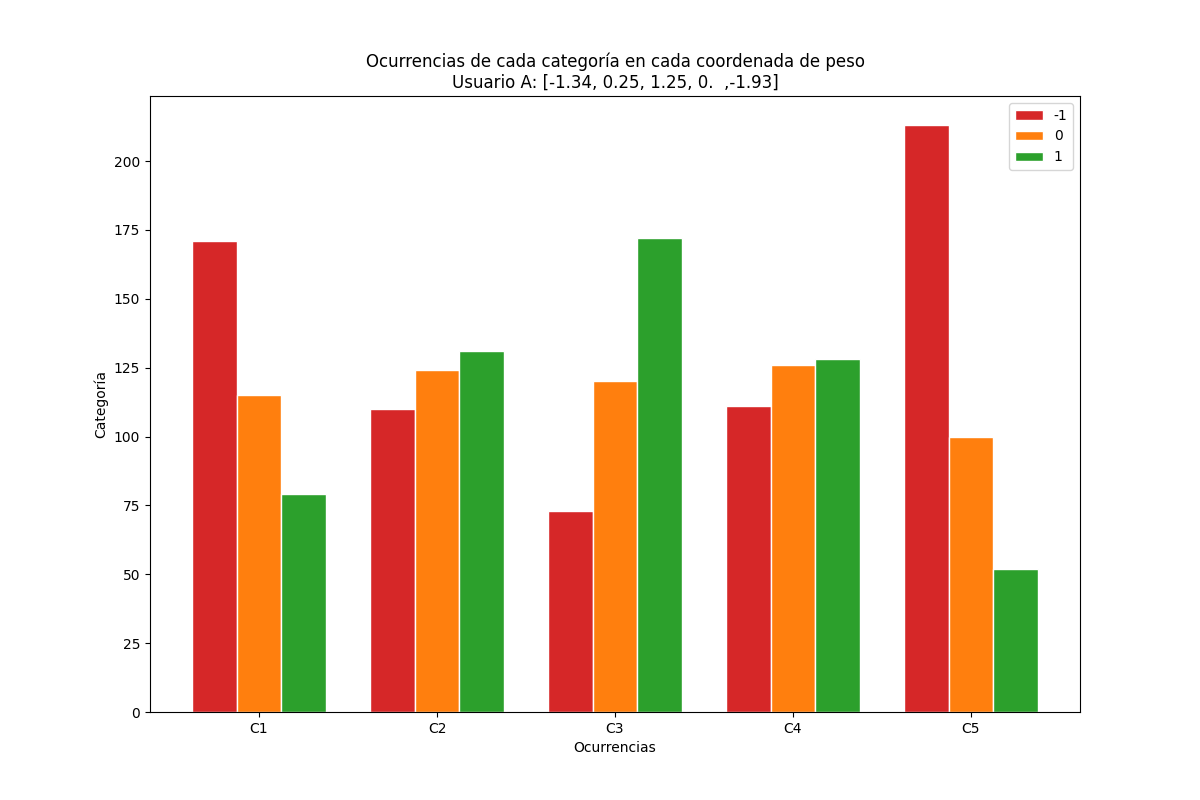 Ocurrencias de cada categoría en cada coordenada de peso
Usuario A: [-1.34, 0.25, 1.25, 0.  ,-1.93]
-1
0
1
200
175
150
125
100
75
50
25
0
Categoría
C1 C2 C3 C4 C5
Ocurrencias